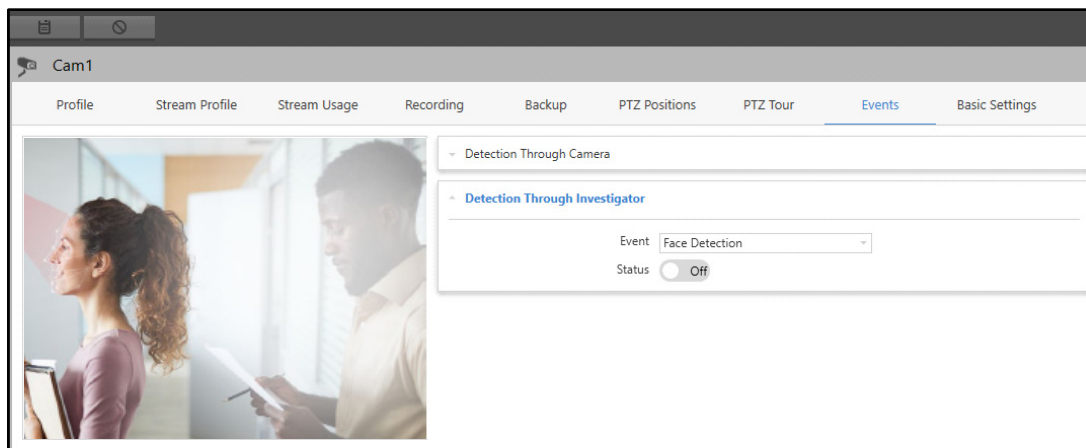 Cam1
Profile Stream Profile Stream Usage Recording Backup PTZ Positions PTZ Tour Events Basic Settings
Detection Through Camera
Detection Through Investigator
Event Face Detection
Status Off